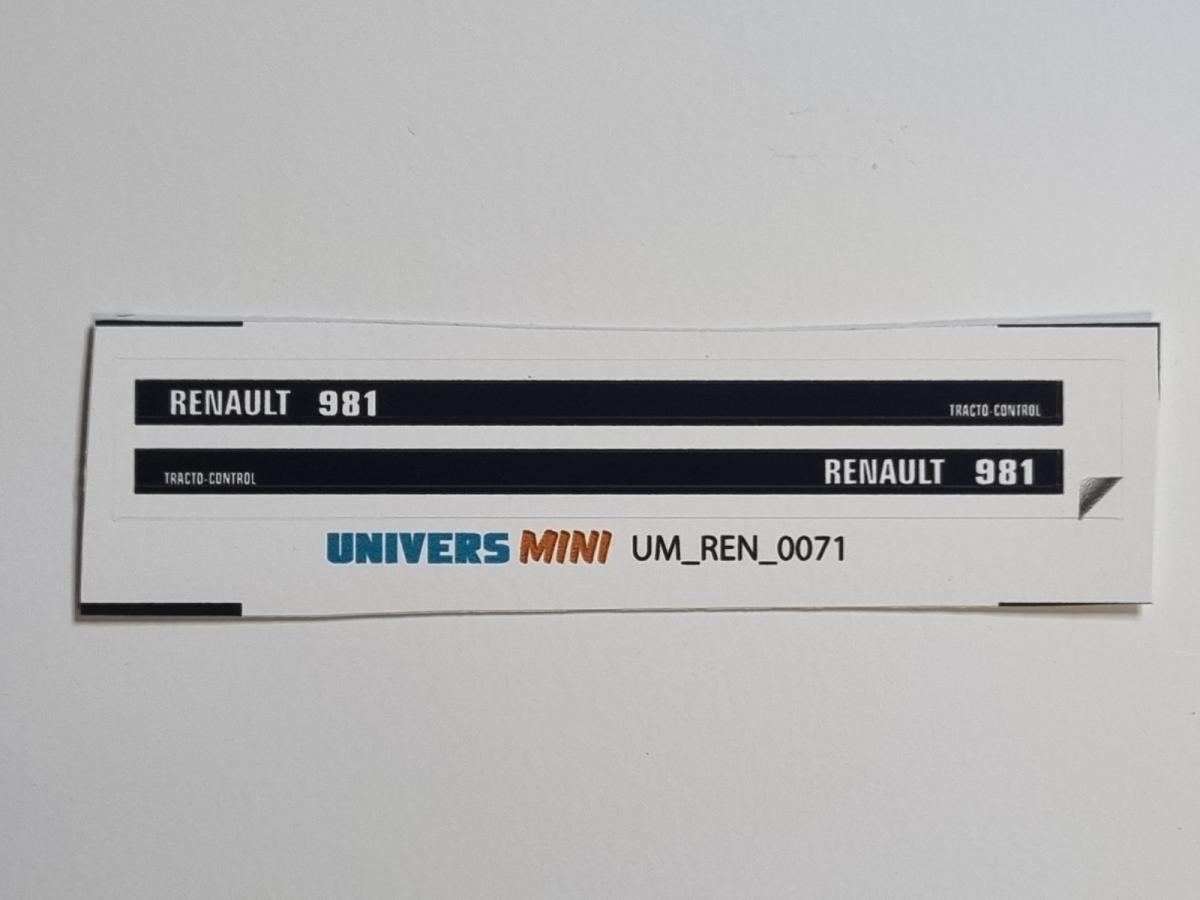 RENAULT 981 TRACTO-CONTROL
TRACTO-CONTROL RENAULT 981
UNIVERS MINI UM_REN_0071